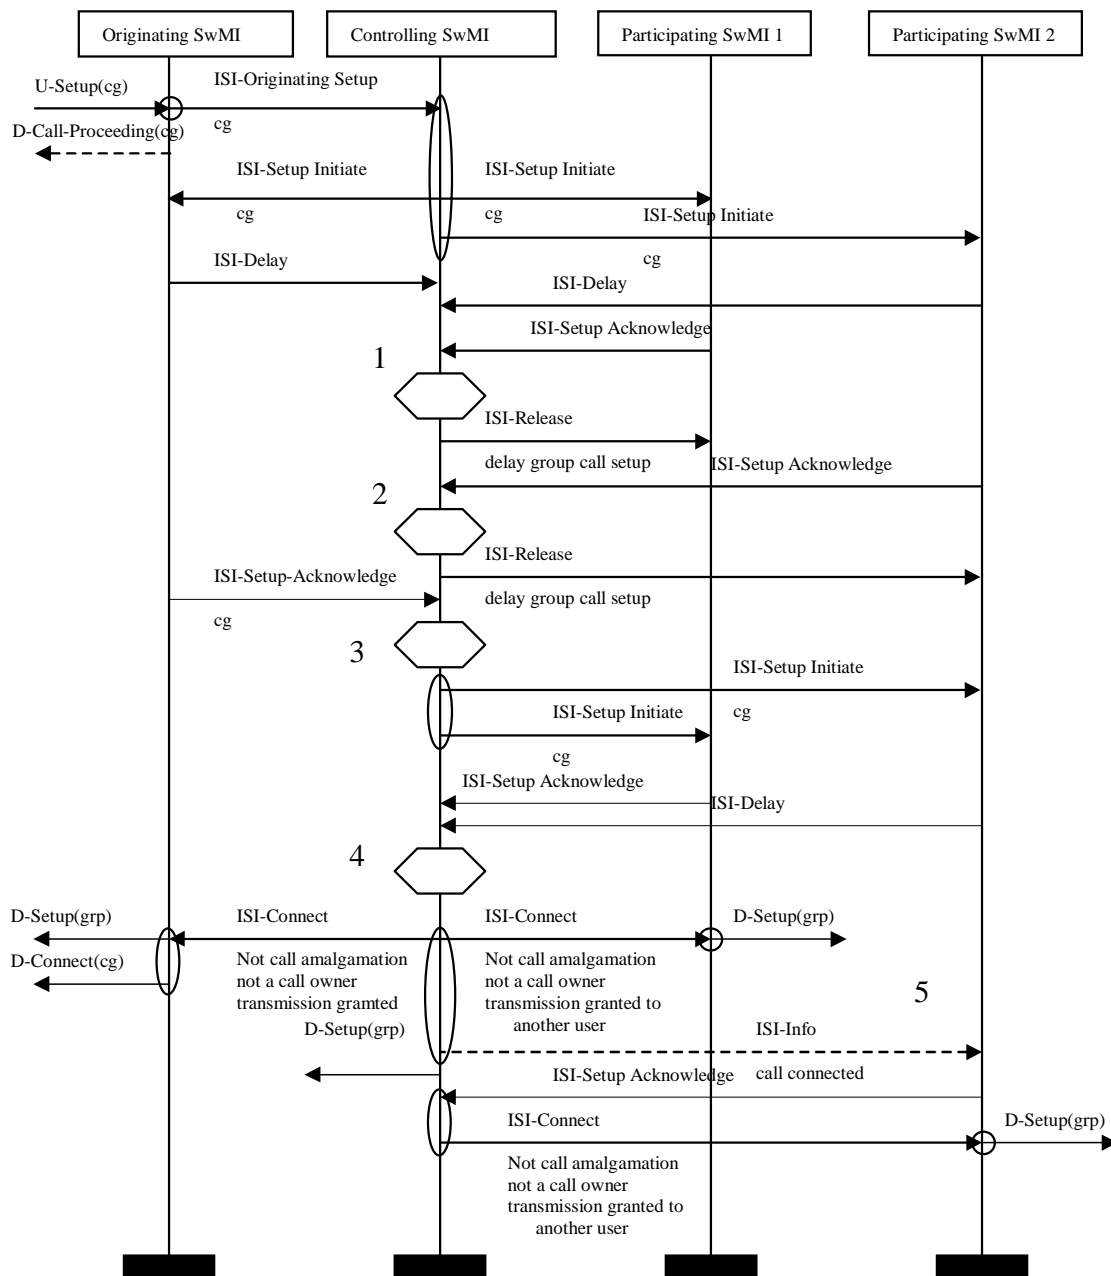 Originating SwMI
Controlling SwMI
Participating SwMI 1
Participating SwMI 2
U-Setup(cg)
ISI-Originating Setup
cg
D-Call-Proceeding(cg)
ISI-Setup Initiate
ISI-Setup Initiate
cg
cg
ISI-Setup Initiate
cg
ISI-Delay
ISI-Delay
ISI-Setup Acknowledge
1
ISI-Release
delay group call setup
ISI-Setup Acknowledge
2
ISI-Release
ISI-Setup-Acknowledge
delay group call setup
cg
3
ISI-Setup Initiate
ISI-Setup Initiate
cg
cg
ISI-Setup Acknowledge
ISI-Delay
4
D-Setup(grp)
ISI-Connect
ISI-Connect
D-Setup(grp)
D-Connect(cg)
Not call amalgamation
not a call owner
transmission gramted
Not call amalgamation
not a call owner
transmission granted to
another user
5
D-Setup(grp)
ISI-Info
call connected
ISI-Setup Acknowledge
ISI-Connect
D-Setup(grp)
Not call amalgamation
not a call owner
transmission granted to
another user